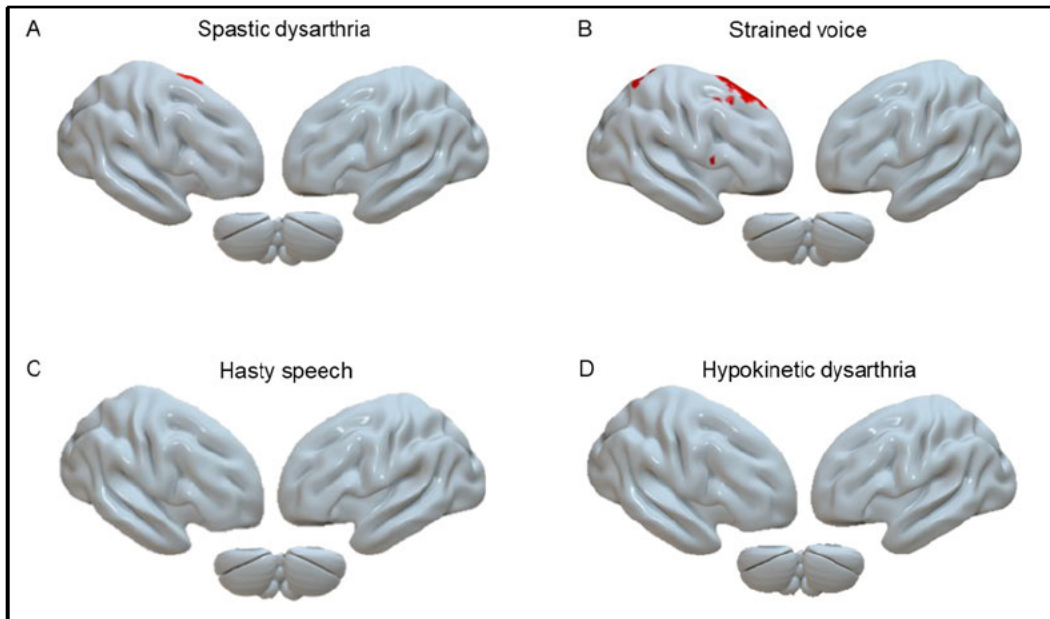 A Spastic dysarthria
B Strained voice
C Hasty speech
D Hypokinetic dysarthria